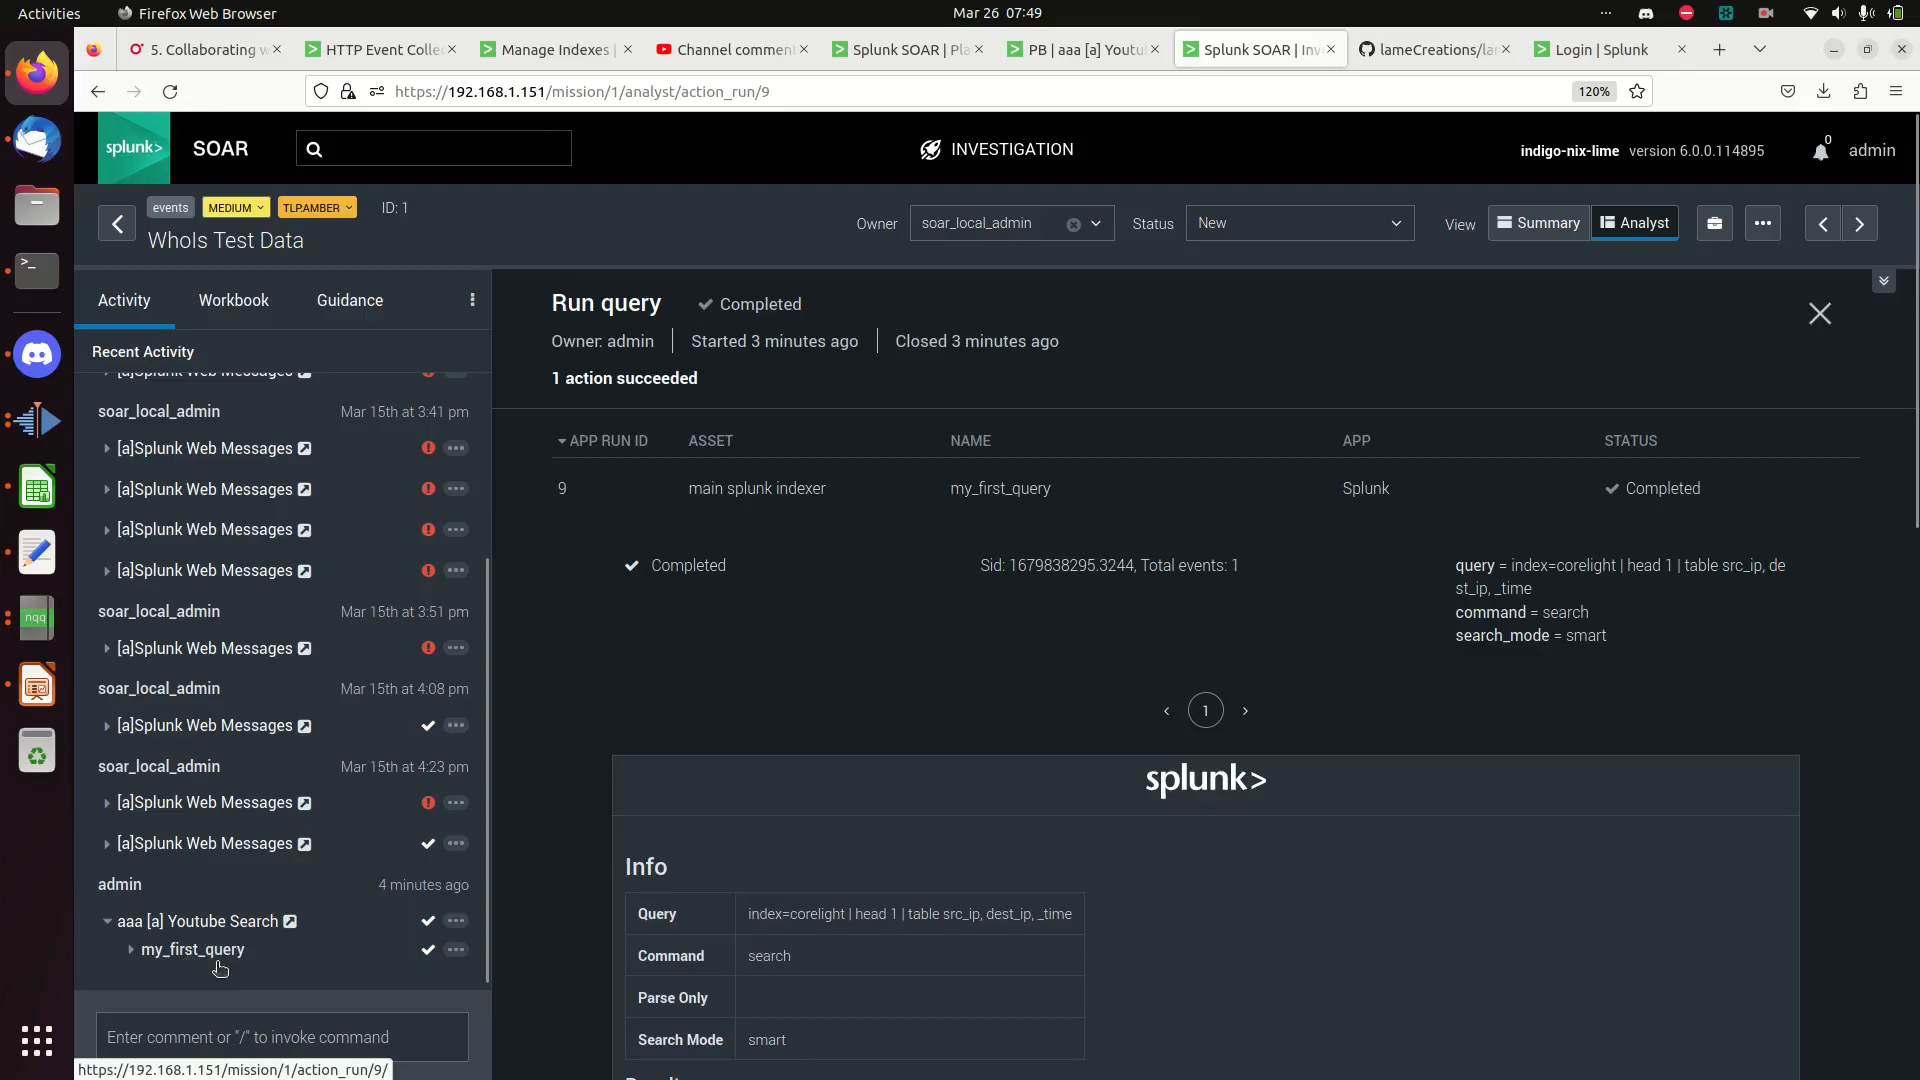 Activities
Firefox Web Browser
Mar 26 07:49
5. Collaborating w
HTTP Event Colle
Manage Indexes |
Channel commen
Splunk SOAR | Pla
PB | aaa [a] Youtu
Splunk SOAR | Inv
lameCreations/la
Login | Splunk
https://192.168.1.151/mission/1/analyst/action_run/9
120%
splunk>
SOAR
INVESTIGATION
indigo-nix-lime version 6.0.0.114895
0
admin
events
MEDIUM
TLP:AMBER
ID: 1
WhoIs Test Data
Owner
soar_local_admin
Status
New
View
Summary
Analyst
Activity
Workbook
Guidance
Recent Activity
[a]Splunk Web Messages
soar_local_admin Mar 15th at 3:41 pm
[a]Splunk Web Messages
[a]Splunk Web Messages
[a]Splunk Web Messages
[a]Splunk Web Messages
soar_local_admin Mar 15th at 3:51 pm
[a]Splunk Web Messages
soar_local_admin Mar 15th at 4:08 pm
[a]Splunk Web Messages
soar_local_admin Mar 15th at 4:23 pm
[a]Splunk Web Messages
[a]Splunk Web Messages
admin 4 minutes ago
aaa [a] Youtube Search
my_first_query
Enter comment or "/" to invoke command
https://192.168.1.151/mission/1/action_run/9/
Run query
Completed
Owner: admin
Started 3 minutes ago
Closed 3 minutes ago
1 action succeeded
APP RUN ID ASSET NAME APP STATUS
9 main splunk indexer my_first_query Splunk Completed
Completed
Sid: 1679838295.3244, Total events: 1
query = index=corelight | head 1 | table src_ip, de
st_ip, _time
command = search
search_mode = smart
1
splunk>
Info
Query index=corelight | head 1 | table src_ip, dest_ip, _time
Command search
Parse Only
Search Mode smart
nqq